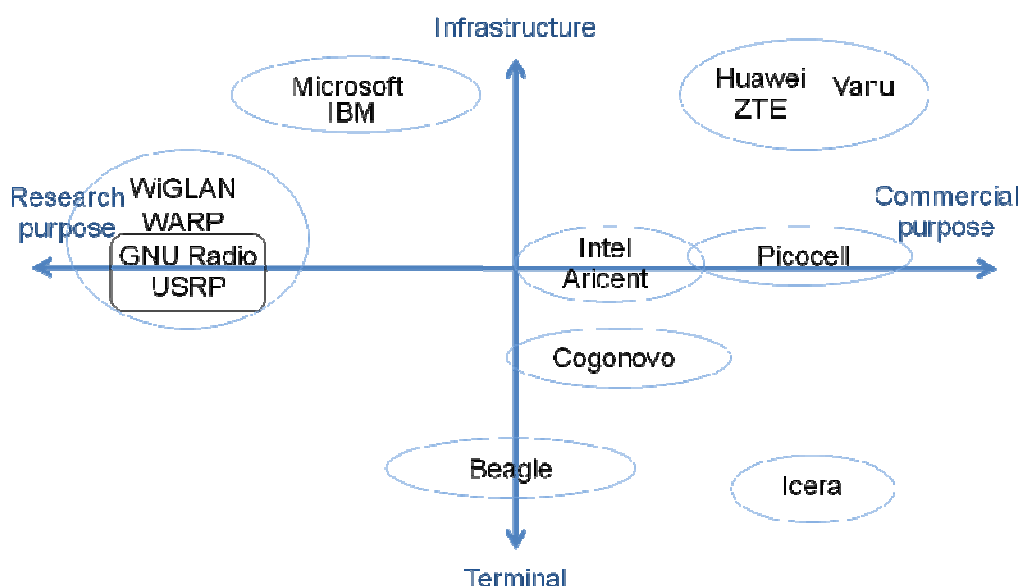 Infrastructure
Microsoft
IBM
Huawei
Vanu
ZTE
WiGLAN
WARP
GNU Radio
USRP
Research
purpose
Commercial
purpose
Intel
Aricent
Picocell
Cogonovo
Beagle
Icera
Terminal